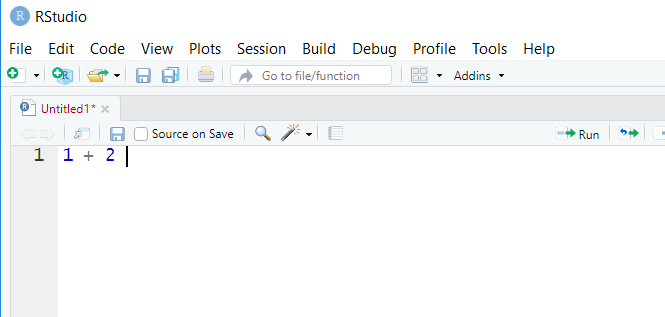 RStudio
File Edit Code View Plots Session Build Debug Profile Tools Help
Go to file/function Addins
Untitled1*
Source on Save Run
1 1 + 2